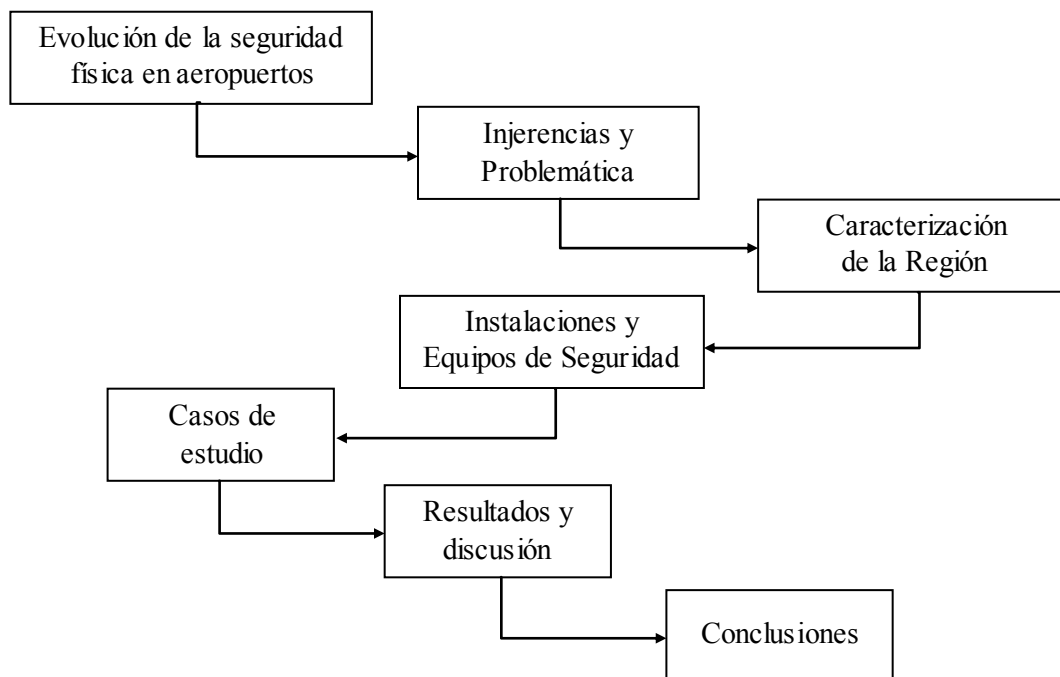 Evolución de la seguridad
física en aeropuertos
Injerencias y
Problemática
Caracterización
de la Región
Instalaciones y
Equipos de Seguridad
Casos de
estudio
Resultados y
discusión
Conclusiones